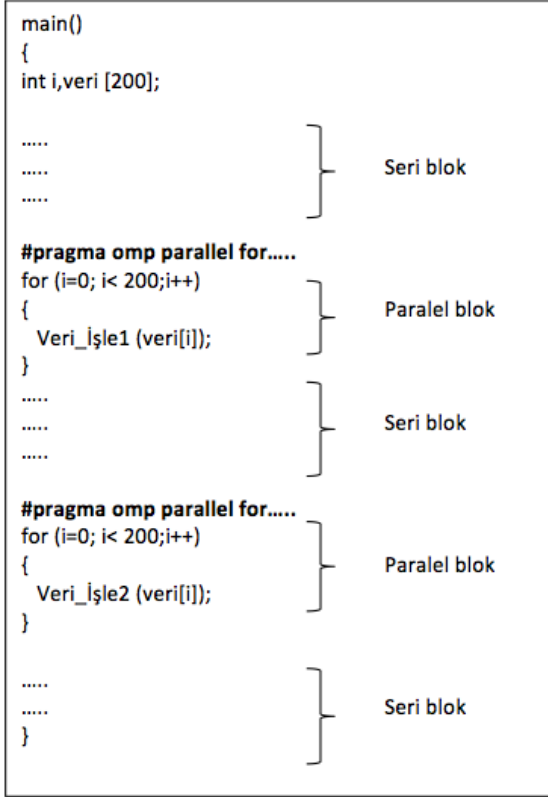 main()
{
int i,veri [200];
.....
.....
.....
Seri blok
#pragma omp parallel for.....
for (i=0; i< 200;i++)
{
Veri_İşle1 (veri[i]);
}
Paralel blok
.....
.....
.....
Seri blok
#pragma omp parallel for.....
for (i=0; i< 200;i++)
{
Veri_İşle2 (veri[i]);
}
Paralel blok
.....
.....
}
Seri blok